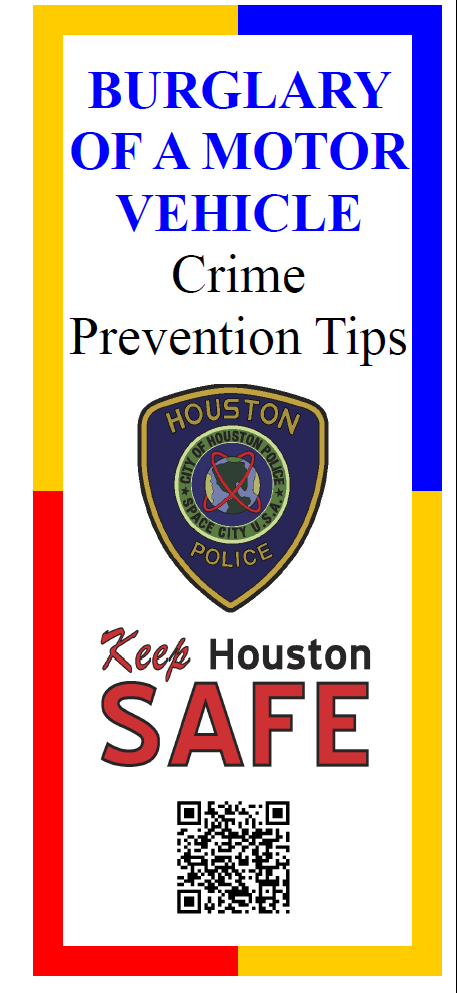 BURGLARY
OF A MOTOR
VEHICLE
Crime
Prevention Tips
HOUSTON
CITY OF HOUSTON POLICE
SPACE CITY U.S.A.
POLICE
Keep Houston
SAFE